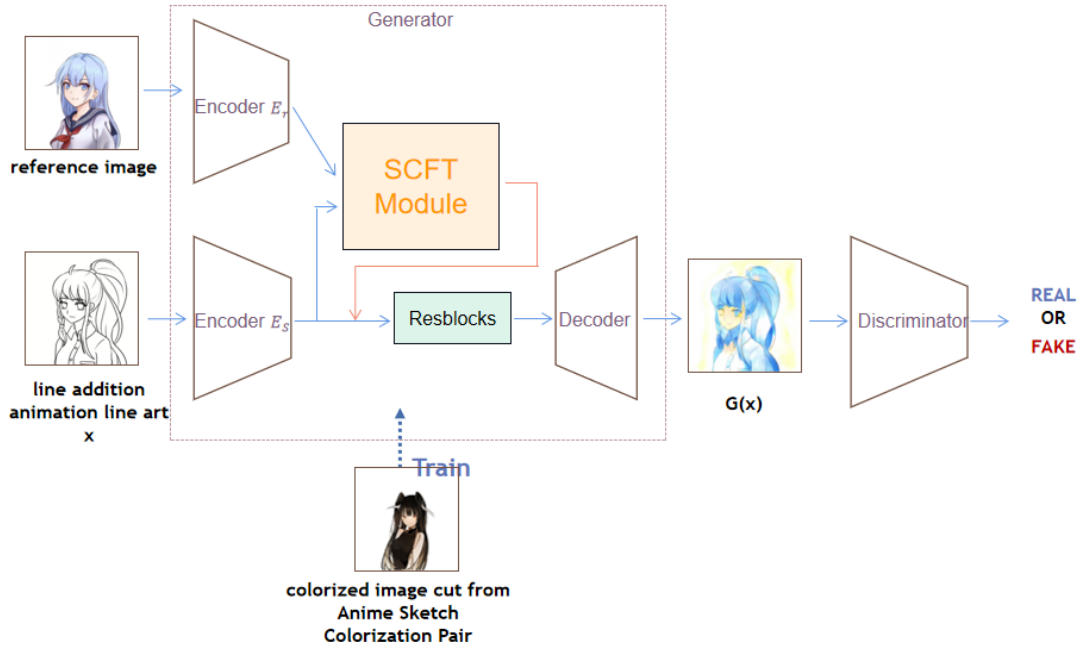 Generator
Encoder E_r
reference image
SCFT
Module
Encoder E_s
Resblocks
Decoder
Discriminator
REAL
OR
FAKE
line addition
animation line art
x
G(x)
Train
colorized image cut from
Anime Sketch
Colorization Pair